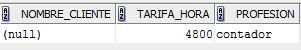 NOMBRE_CLIENTE TARIFA_HORA PROFESION
(null) 4800 contador